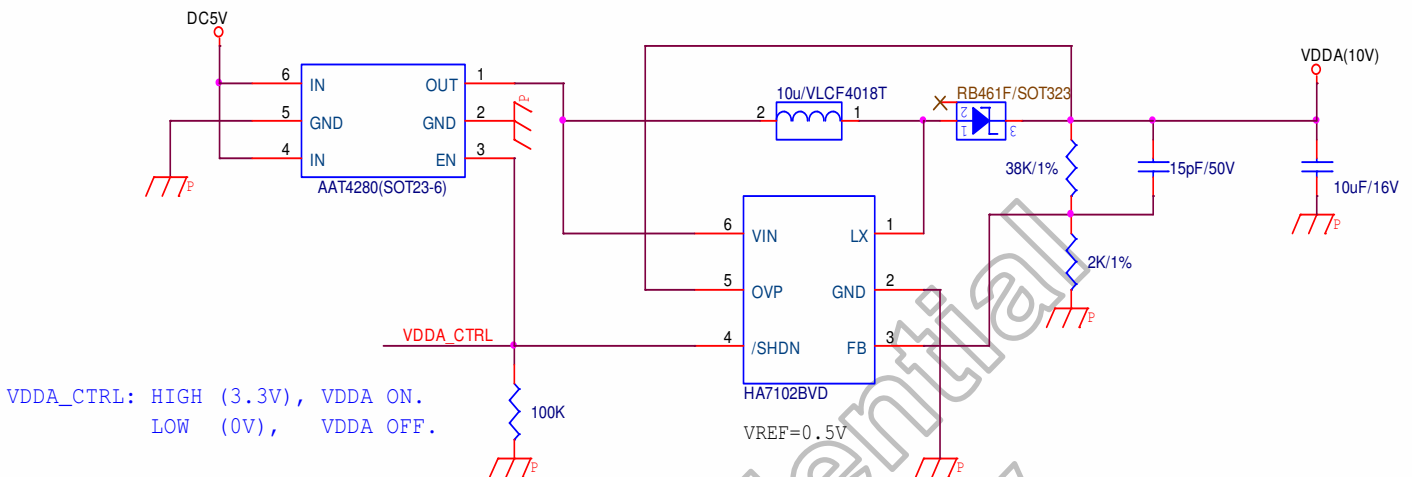 DC5V
VDDA(10V)
6 IN OUT 1
5 GND GND 2 P
4 IN EN 3
AAT4280(SOT23-6)
P
10u/VLCF4018T
2 1
RB461F/SOT323
2
1 3
38K/1%
15pF/50V
10uF/16V
P
2K/1%
P
6 VIN LX 1
5 OVP GND 2
4 /SHDN FB 3
HA7102BVD
VREF=0.5V
P
VDDA_CTRL
100K
P
VDDA_CTRL: HIGH (3.3V), VDDA ON.
LOW (0V), VDDA OFF.